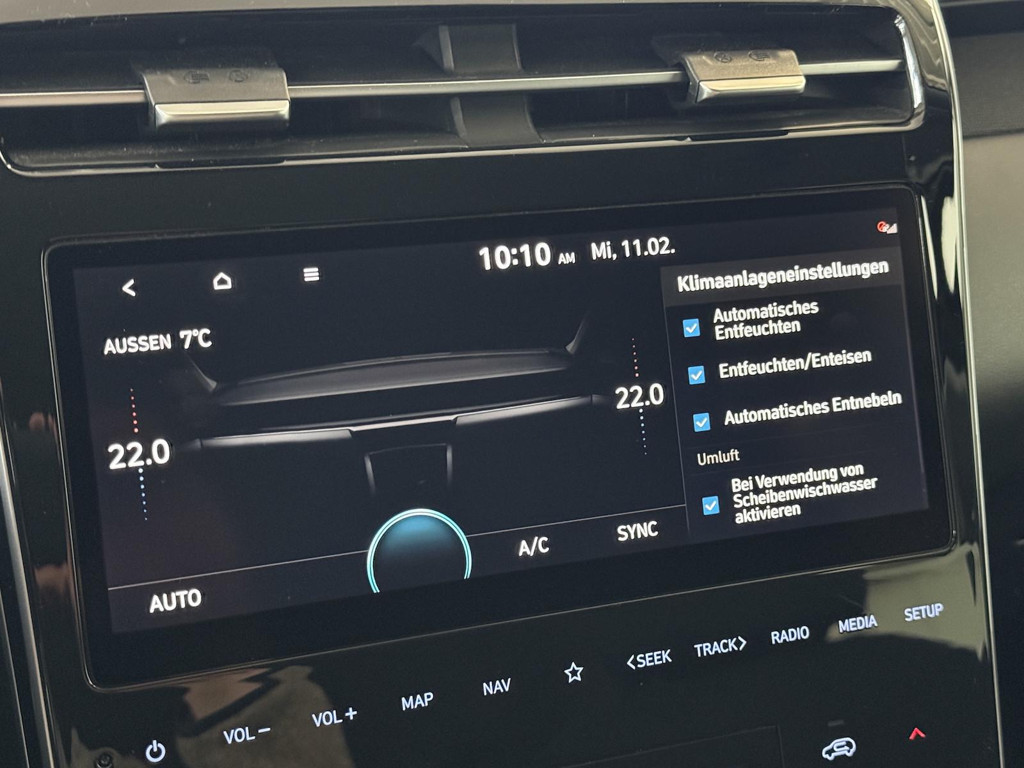 10:10 AM Mi, 11.02.
AUSSEN 7°C
22.0
22.0
AUTO
A/C
SYNC
Klimaanlageneinstellungen
Automatisches
Entfeuchten
Entfeuchten/Enteisen
Automatisches Entnebeln
Umluft
Bei Verwendung von
Scheibenwischwasser
aktivieren
VOL −
VOL +
MAP
NAV
<SEEK
TRACK>
RADIO
MEDIA
SETUP